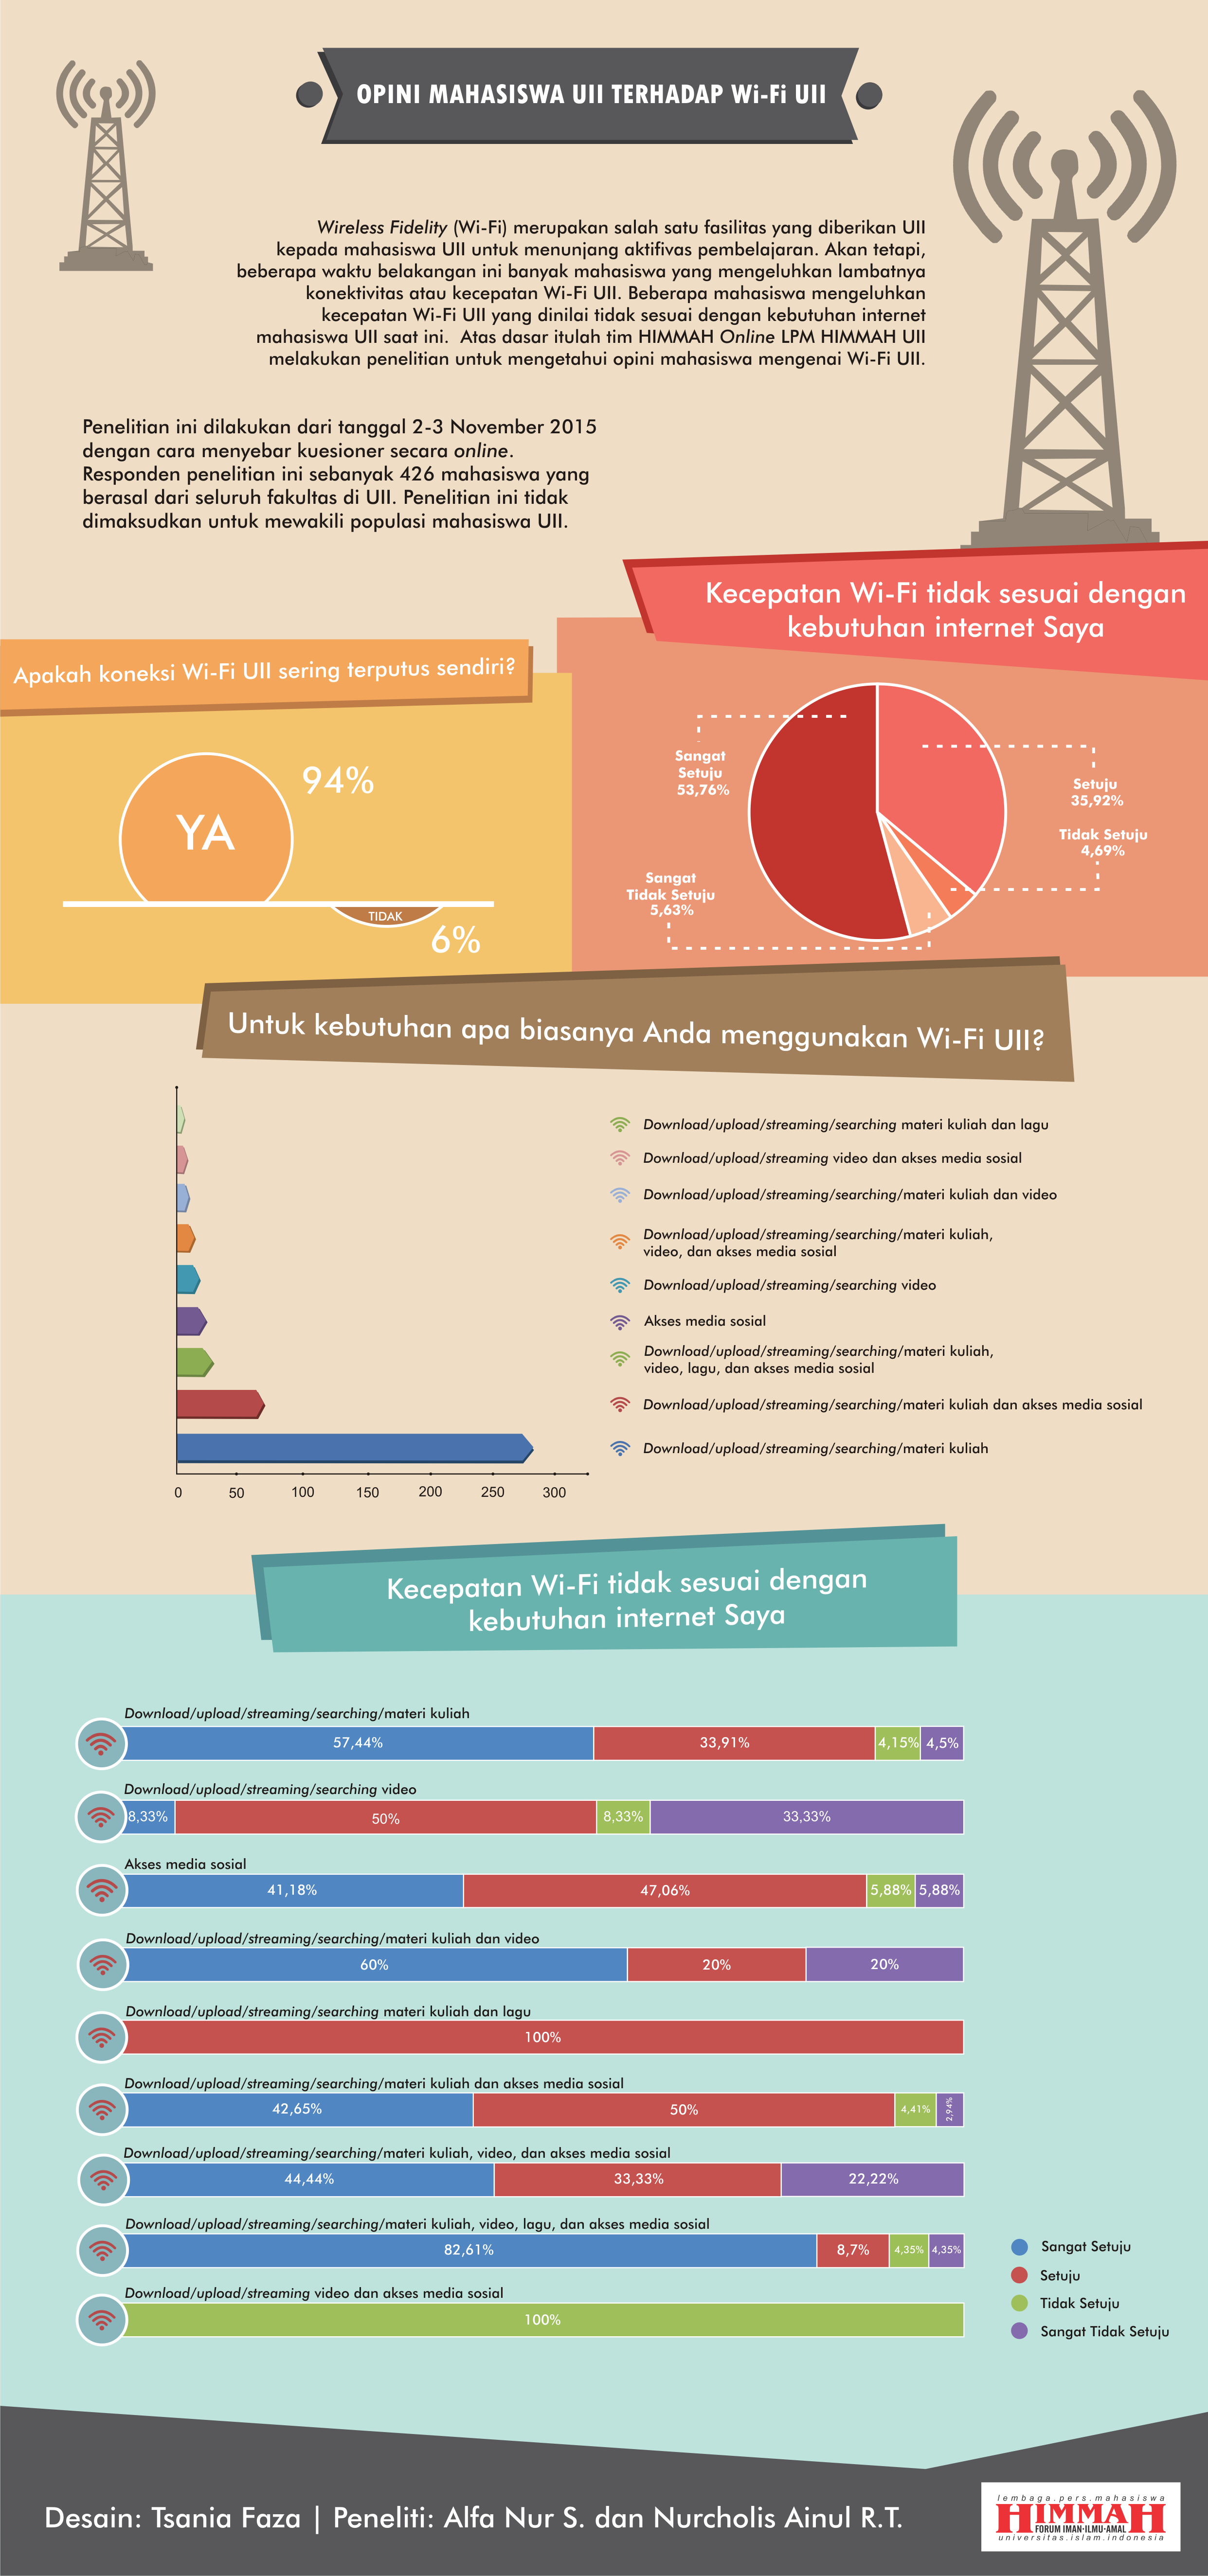 OPINI MAHASISWA UII TERHADAP Wi-Fi UII
Wireless Fidelity (Wi-Fi) merupakan salah satu fasilitas yang diberikan UII
kepada mahasiswa UII untuk menunjang aktifivas pembelajaran. Akan tetapi,
beberapa waktu belakangan ini banyak mahasiswa yang mengeluhkan lambatnya
konektivitas atau kecepatan Wi-Fi UII. Beberapa mahasiswa mengeluhkan
kecepatan Wi-Fi UII yang dinilai tidak sesuai dengan kebutuhan internet
mahasiswa UII saat ini. Atas dasar itulah tim HIMMAH Online LPM HIMMAH UII
melakukan penelitian untuk mengetahui opini mahasiswa mengenai Wi-Fi UII.
Penelitian ini dilakukan dari tanggal 2-3 November 2015
dengan cara menyebar kuesioner secara online.
Responden penelitian ini sebanyak 426 mahasiswa yang
berasal dari seluruh fakultas di UII. Penelitian ini tidak
dimaksudkan untuk mewakili populasi mahasiswa UII.
Apakah koneksi Wi-Fi UII sering terputus sendiri?
YA
94%
TIDAK
6%
Kecepatan Wi-Fi tidak sesuai dengan
kebutuhan internet Saya
Sangat
Setuju
53,76%
Setuju
35,92%
Tidak Setuju
4,69%
Sangat
Tidak Setuju
5,63%
Untuk kebutuhan apa biasanya Anda menggunakan Wi-Fi UII?
Download/upload/streaming/searching materi kuliah dan lagu
Download/upload/streaming video dan akses media sosial
Download/upload/streaming/searching/materi kuliah dan video
Download/upload/streaming/searching/materi kuliah,
video, dan akses media sosial
Download/upload/streaming/searching video
Akses media sosial
Download/upload/streaming/searching/materi kuliah,
video, lagu, dan akses media sosial
Download/upload/streaming/searching/materi kuliah dan akses media sosial
Download/upload/streaming/searching/materi kuliah
0 50 100 150 200 250 300
Kecepatan Wi-Fi tidak sesuai dengan
kebutuhan internet Saya
Download/upload/streaming/searching/materi kuliah
57,44% 33,91% 4,15% 4,5%
Download/upload/streaming/searching video
8,33% 50% 8,33% 33,33%
Akses media sosial
41,18% 47,06% 5,88% 5,88%
Download/upload/streaming/searching/materi kuliah dan video
60% 20% 20%
Download/upload/streaming/searching materi kuliah dan lagu
100%
Download/upload/streaming/searching/materi kuliah dan akses media sosial
42,65% 50% 4,41% 2,94%
Download/upload/streaming/searching/materi kuliah, video, dan akses media sosial
44,44% 33,33% 22,22%
Download/upload/streaming/searching/materi kuliah, video, lagu, dan akses media sosial
82,61% 8,7% 4,35% 4,35%
Download/upload/streaming video dan akses media sosial
100%
Sangat Setuju
Setuju
Tidak Setuju
Sangat Tidak Setuju
Desain: Tsania Faza | Peneliti: Alfa Nur S. dan Nurcholis Ainul R.T.
lembaga.pers.mahasiswa
HIMMAH
FORUM IMAN-ILMU-AMAL
universitas.islam.indonesia